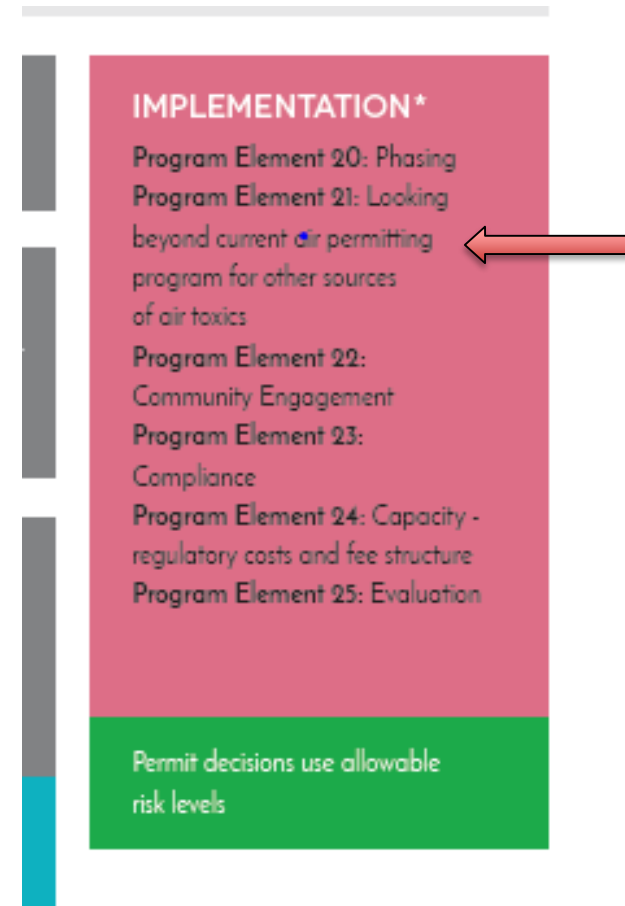 IMPLEMENTATION*
Program Element 20: Phasing
Program Element 21: Looking
beyond current air permitting
program for other sources
of air toxics
Program Element 22:
Community Engagement
Program Element 23:
Compliance
Program Element 24: Capacity -
regulatory costs and fee structure
Program Element 25: Evaluation
Permit decisions use allowable
risk levels